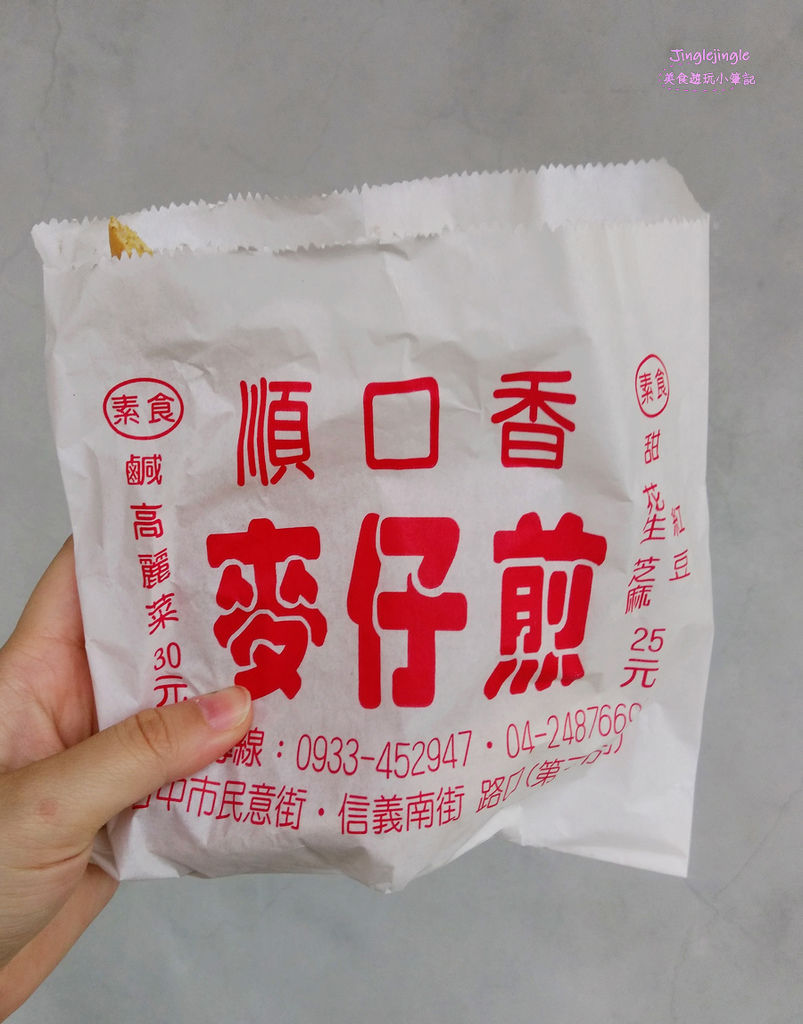 Jinglejingle
美食遊玩小筆記
順口香
麥仔煎
素食
鹹高麗菜30元
素食
甜
花生
紅豆
芝麻
25元
線：0933-452947・04-248766
中市民意街・信義南街 路口(第